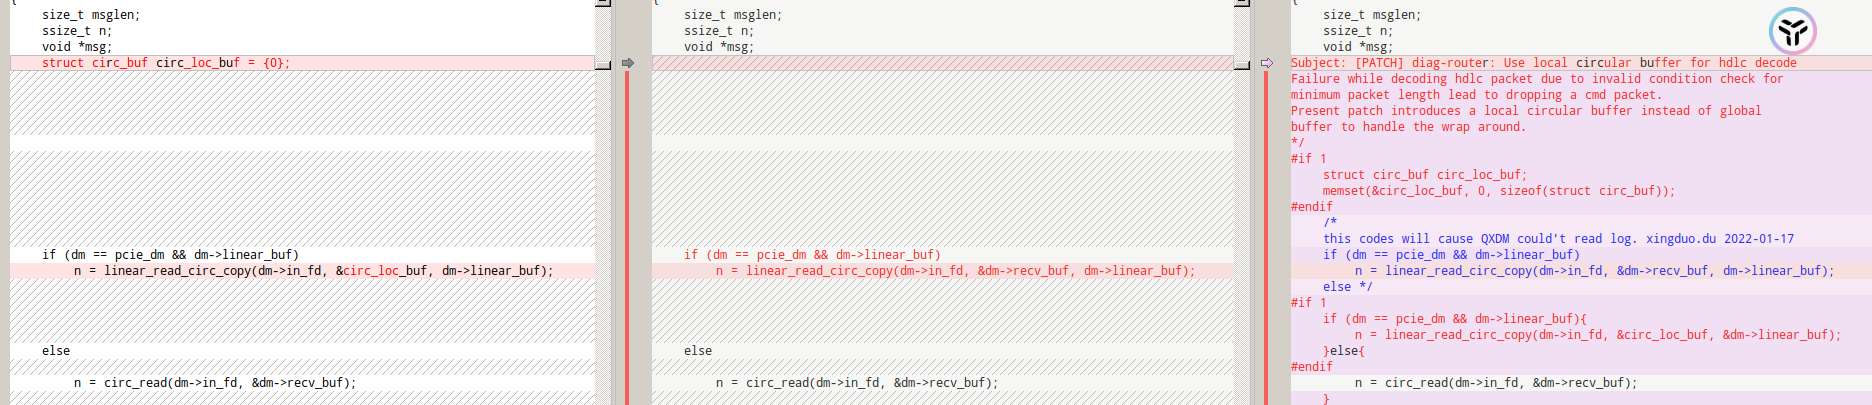 {
    size_t msglen;
    ssize_t n;
    void *msg;
    struct circ_buf circ_loc_buf = {0};
    if (dm == pcie_dm && dm->linear_buf)
        n = linear_read_circ_copy(dm->in_fd, &circ_loc_buf, dm->linear_buf);
    else
        n = circ_read(dm->in_fd, &dm->recv_buf);
{
    size_t msglen;
    ssize_t n;
    void *msg;
    if (dm == pcie_dm && dm->linear_buf)
        n = linear_read_circ_copy(dm->in_fd, &dm->recv_buf, dm->linear_buf);
    else
        n = circ_read(dm->in_fd, &dm->recv_buf);
{
    size_t msglen;
    ssize_t n;
    void *msg;
Subject: [PATCH] diag-router: Use local circular buffer for hdlc decode
Failure while decoding hdlc packet due to invalid condition check for
minimum packet length lead to dropping a cmd packet.
Present patch introduces a local circular buffer instead of global
buffer to handle the wrap around.
*/
#if 1
    struct circ_buf circ_loc_buf;
    memset(&circ_loc_buf, 0, sizeof(struct circ_buf));
#endif
    /*
    this codes will cause QXDM could't read log. xingduo.du 2022-01-17
    if (dm == pcie_dm && dm->linear_buf)
        n = linear_read_circ_copy(dm->in_fd, &dm->recv_buf, dm->linear_buf);
    else */
#if 1
    if (dm == pcie_dm && dm->linear_buf){
        n = linear_read_circ_copy(dm->in_fd, &circ_loc_buf, &dm->linear_buf);
    }else{
#endif
        n = circ_read(dm->in_fd, &dm->recv_buf);
    }